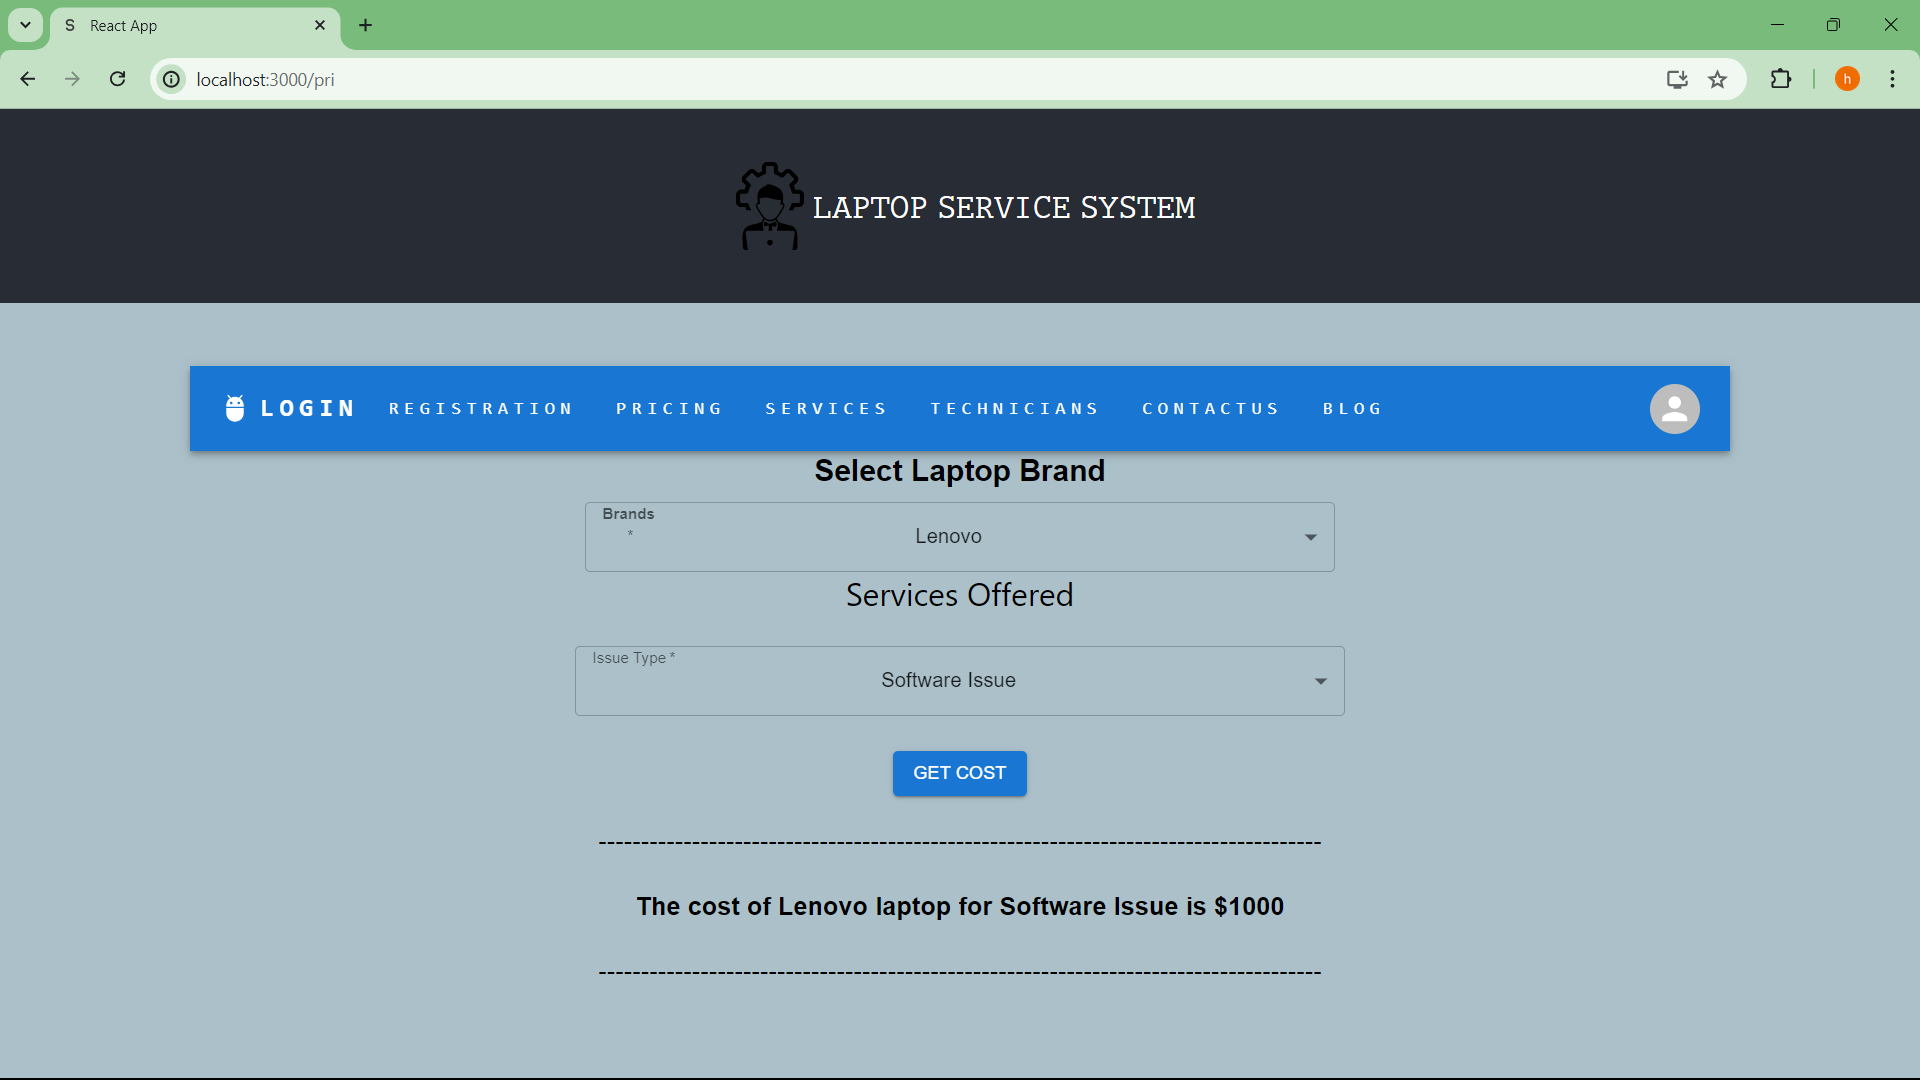 S React App
localhost:3000/pri
h
LAPTOP SERVICE SYSTEM
LOGIN REGISTRATION PRICING SERVICES TECHNICIANS CONTACTUS BLOG
Select Laptop Brand
Brands
*
Lenovo
Services Offered
Issue Type *
Software Issue
GET COST
--------------------------------------------------------------------------------------
The cost of Lenovo laptop for Software Issue is $1000
--------------------------------------------------------------------------------------